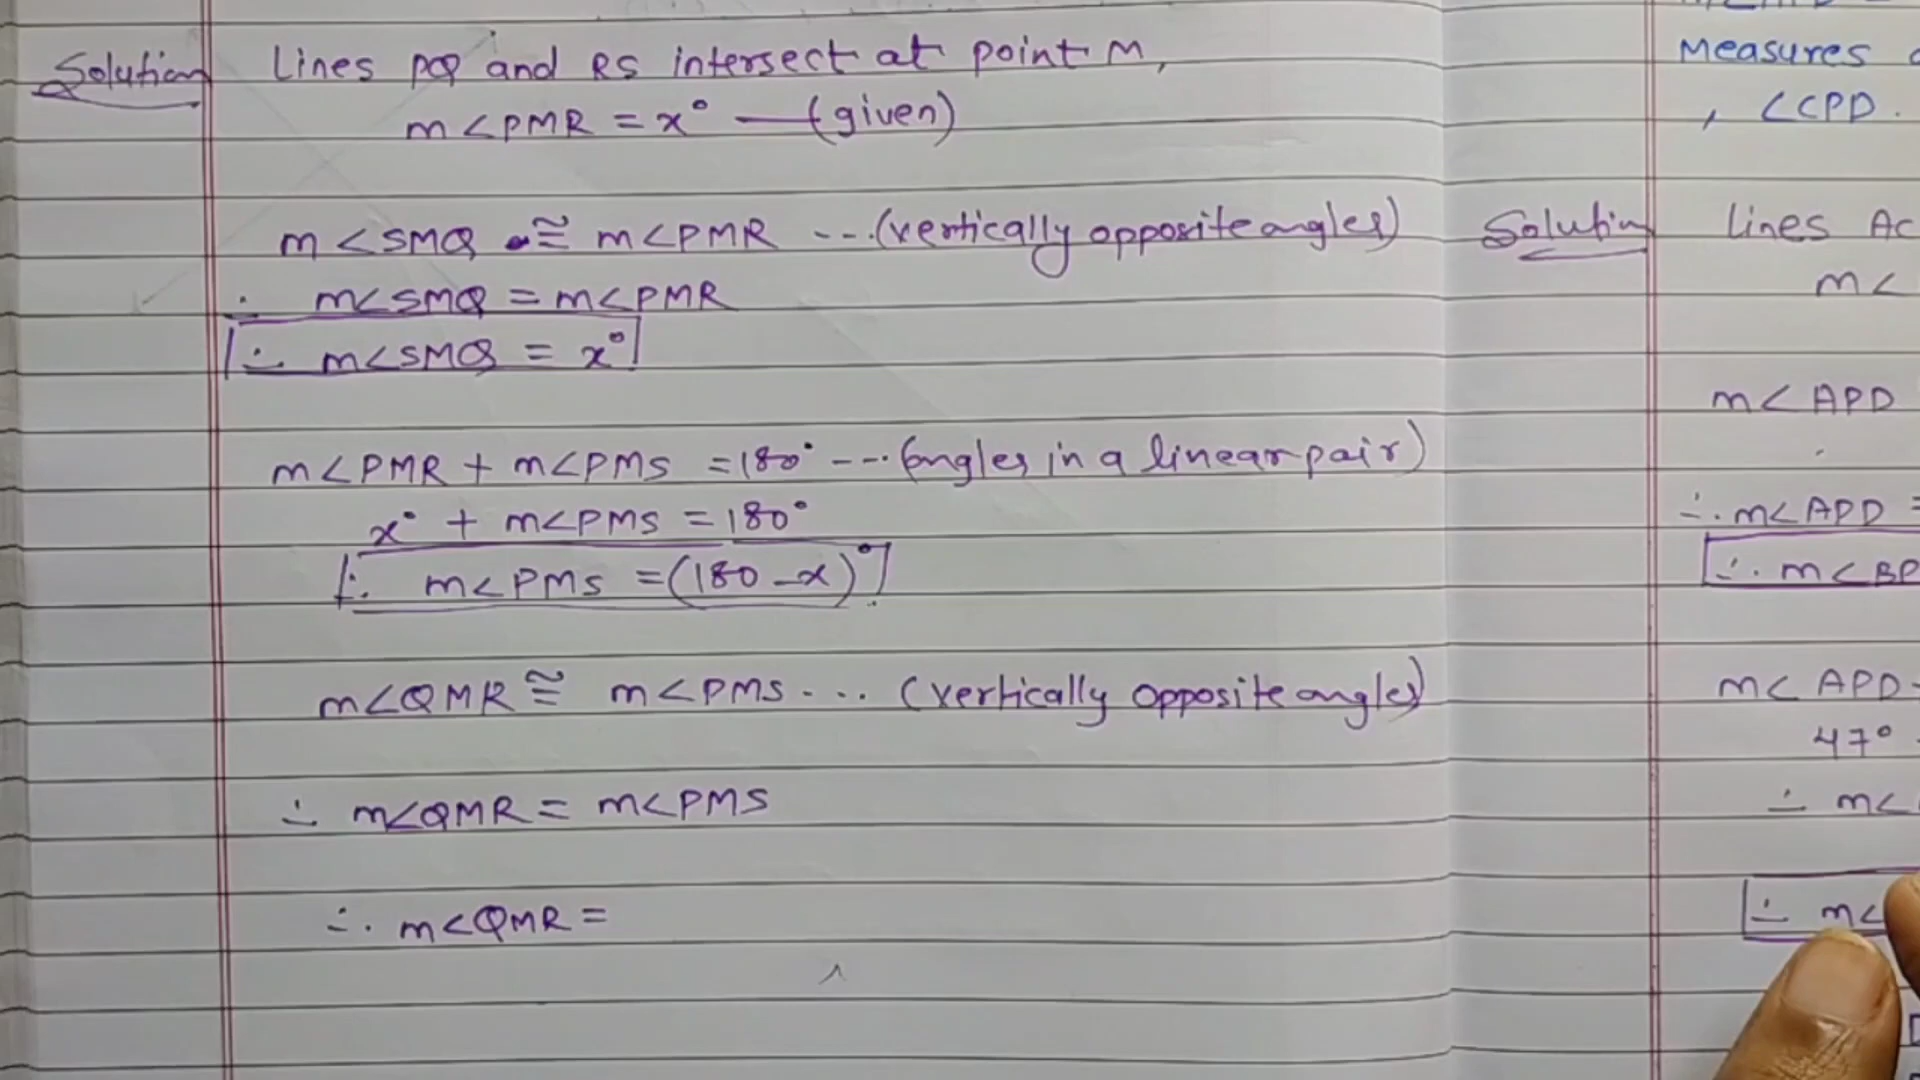 Solution Lines PQ and RS intersect at point M,
m∠PMR = x° — (given)
m∠SMQ ≅ m∠PMR ---(vertically opposite angles)
∴ m∠SMQ = m∠PMR
∴ m∠SMQ = x°
m∠PMR + m∠PMS = 180° --- (angles in a linear pair)
x° + m∠PMS = 180°
∴ m∠PMS = (180 - x)°
m∠QMR ≅ m∠PMS .... (vertically opposite angles)
∴ m∠QMR = m∠PMS
∴ m∠QMR =
Measures
, ∠CPD.
Solution Lines AC
m∠
m∠APD
∴ m∠APD =
∴ m∠BP
m∠APD
47°
∴ m∠
∴ m∠